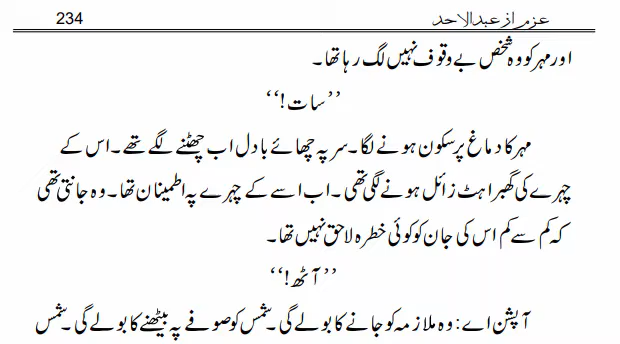 عزم از عبدالاحد 234
اور مہر کو وہ شخص بے وقوف نہیں لگ رہا تھا۔
’’سات!‘‘
مہر کا دماغ پرسکون ہونے لگا۔ سر پہ چھائے بادل اب چھٹنے لگے تھے۔ اس کے
چہرے کی گھبراہٹ زائل ہونے لگی تھی۔ اب اسے کے چہرے پہ اطمینان تھا۔ وہ جانتی تھی
کہ کم سے کم اس کی جان کو کوئی خطرہ لاحق نہیں تھا۔
’’آٹھ!‘‘
آپشن اے: وہ ملازمہ کو جانے کا بولے گی۔ شمس کو صوفے پہ بیٹھنے کا بولے گی۔ شمس